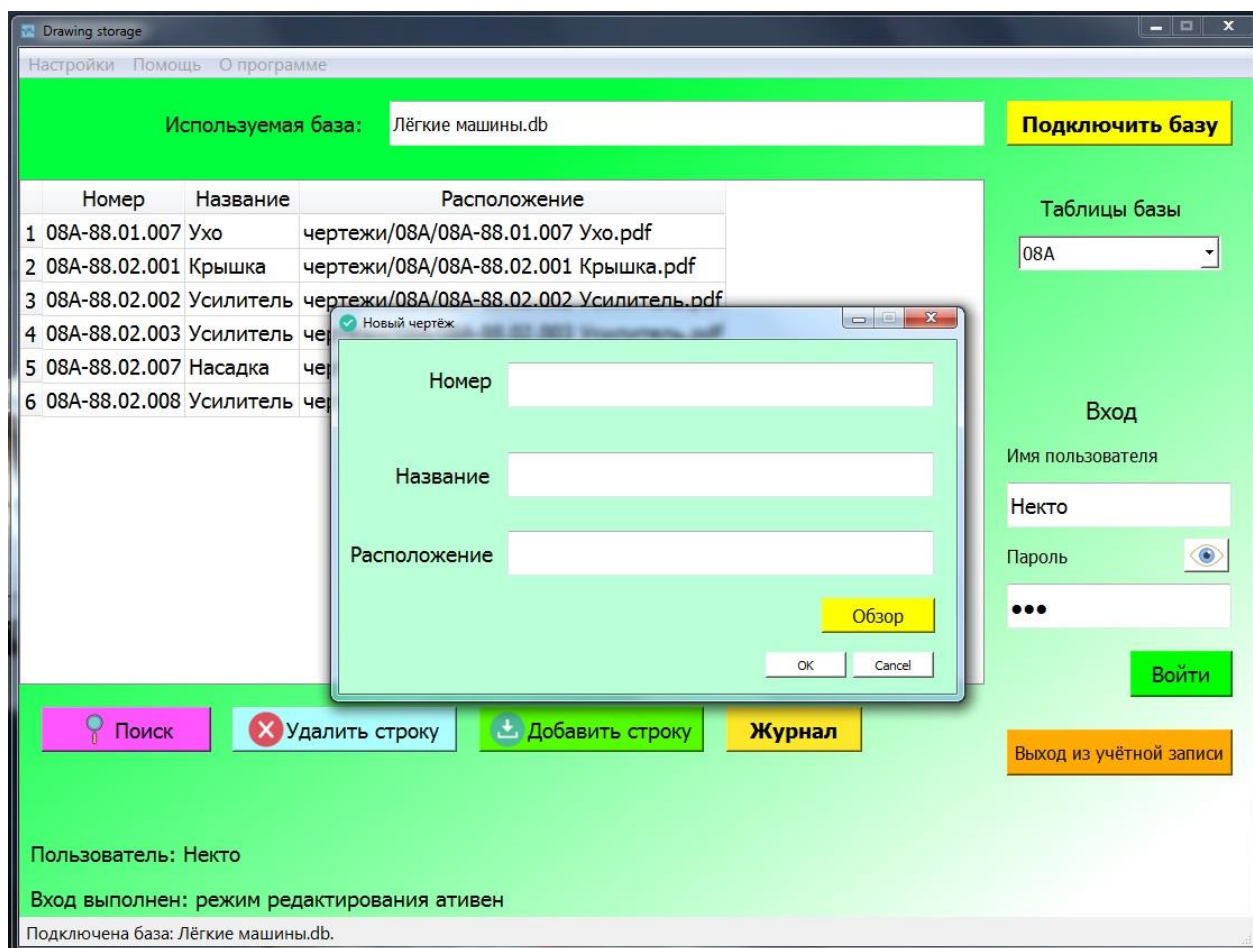 Drawing storage
Настройки Помощь О программе
Используемая база: Лёгкие машины.db Подключить базу
Номер Название Расположение
Таблицы базы
1 08А-88.01.007 Ухо чертежи/08А/08А-88.01.007 Ухо.pdf
08А
2 08А-88.02.001 Крышка чертежи/08А/08А-88.02.001 Крышка.pdf
3 08А-88.02.002 Усилитель чертежи/08А/08А-88.02.002 Усилитель.pdf
4 08А-88.02.003 Усилитель
5 08А-88.02.007 Насадка
6 08А-88.02.008 Усилитель
Новый чертёж
Номер
Название
Расположение
Обзор
OK Cancel
Вход
Имя пользователя
Некто
Пароль
●●●
Войти
Поиск Удалить строку Добавить строку Журнал
Выход из учётной записи
Пользователь: Некто
Вход выполнен: режим редактирования ативен
Подключена база: Лёгкие машины.db.